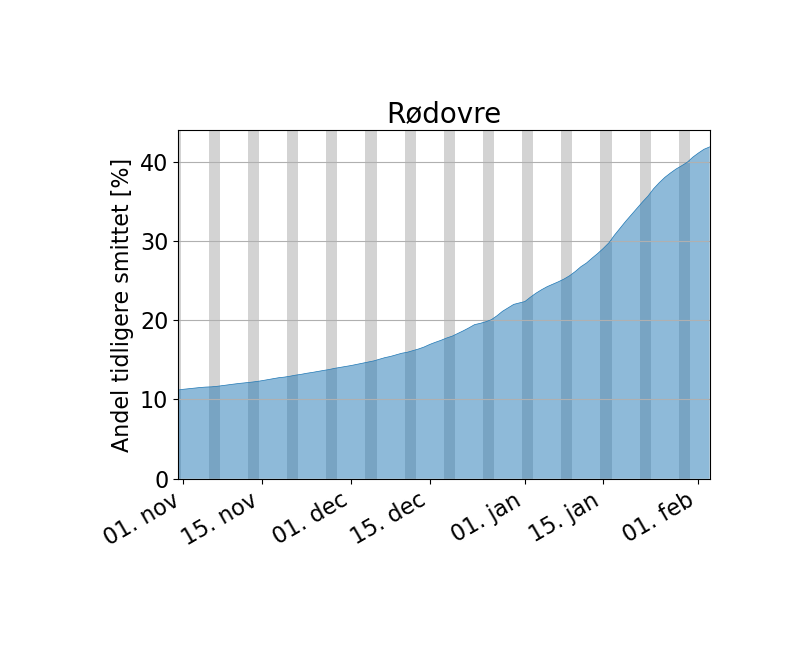 Rødovre
Andel tidligere smittet [%]
40
30
20
10
0
01. nov
15. nov
01. dec
15. dec
01. jan
15. jan
01. feb